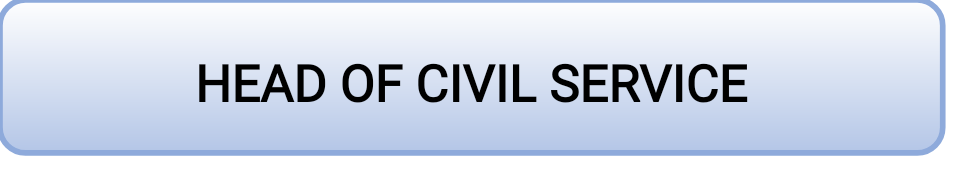 HEAD OF CIVIL SERVICE